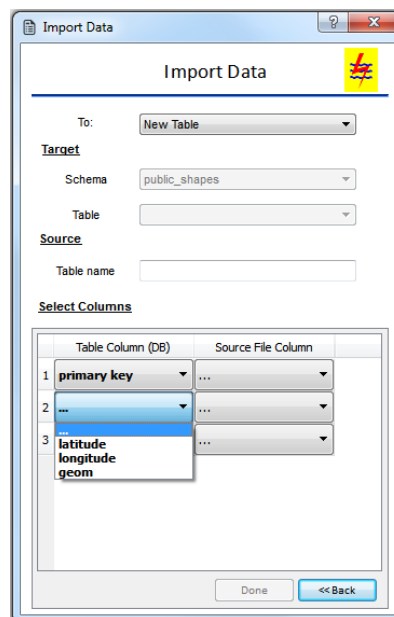 Import Data
Import Data
To: New Table
Target
Schema public_shapes
Table
Source
Table name
Select Columns
Table Column (DB) Source File Column
1 primary key ...
2 ... ...
...
3 ...
latitude
longitude
geom
Done <<Back